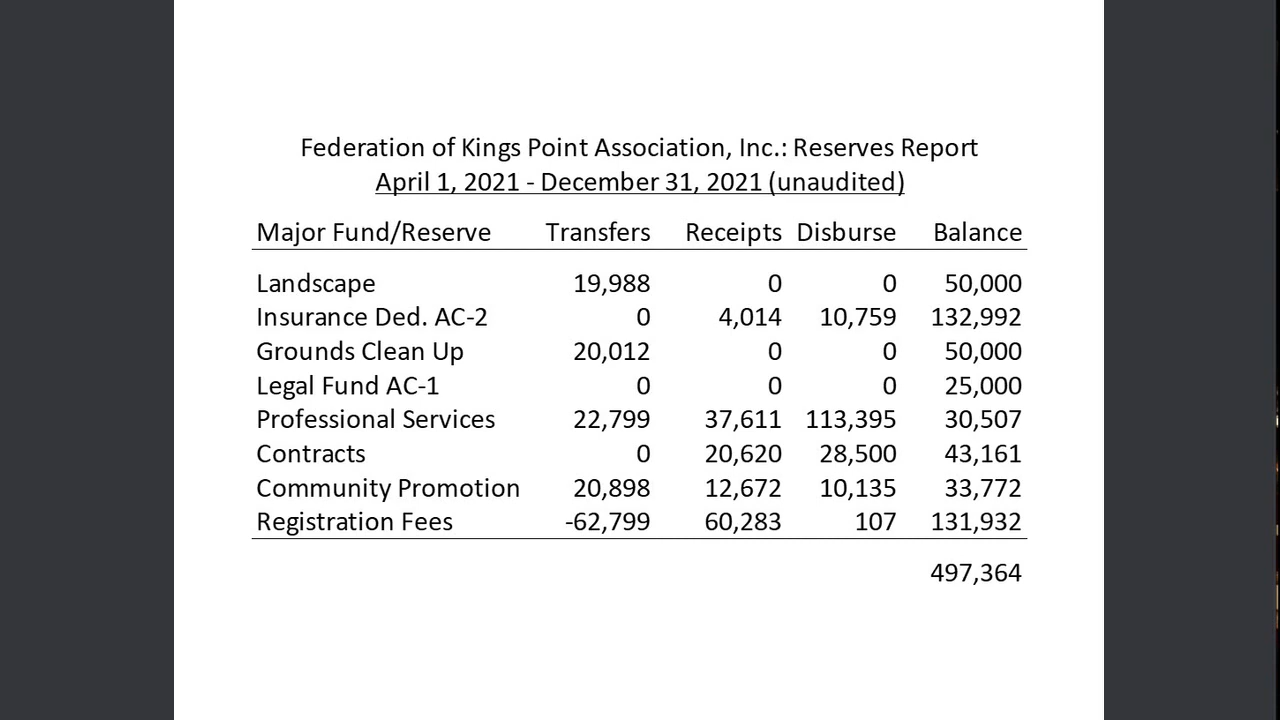 Federation of Kings Point Association, Inc.: Reserves Report
April 1, 2021 - December 31, 2021 (unaudited)
Major Fund/Reserve Transfers Receipts Disburse Balance
Landscape 19,988 0 0 50,000
Insurance Ded. AC-2 0 4,014 10,759 132,992
Grounds Clean Up 20,012 0 0 50,000
Legal Fund AC-1 0 0 0 25,000
Professional Services 22,799 37,611 113,395 30,507
Contracts 0 20,620 28,500 43,161
Community Promotion 20,898 12,672 10,135 33,772
Registration Fees -62,799 60,283 107 131,932
497,364